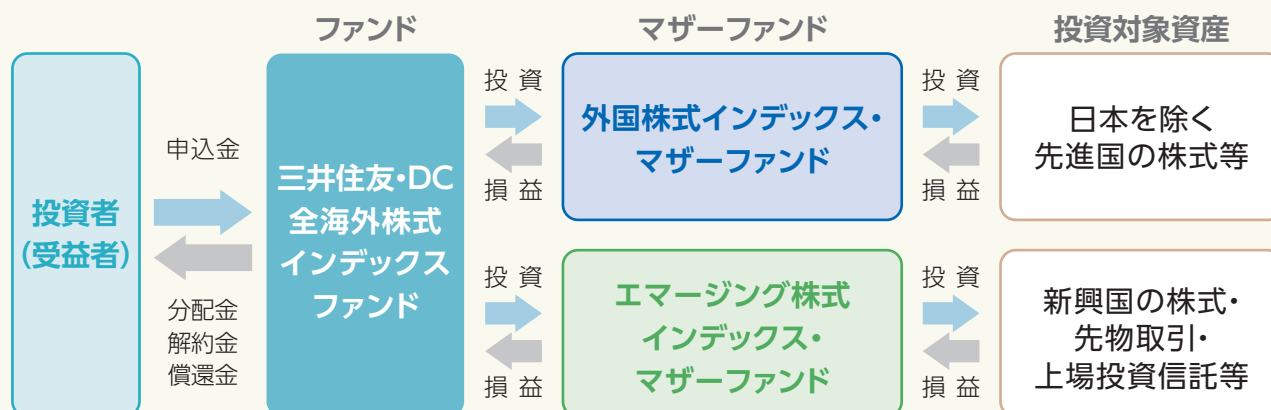 ファンド
マザーファンド
投資対象資産
投資者
(受益者)
申込金
分配金
解約金
償還金
三井住友・DC
全海外株式
インデックス
ファンド
投資
損益
外国株式インデックス・
マザーファンド
投資
損益
日本を除く
先進国の株式等
投資
損益
エマージング株式
インデックス・
マザーファンド
投資
損益
新興国の株式・
先物取引・
上場投資信託等